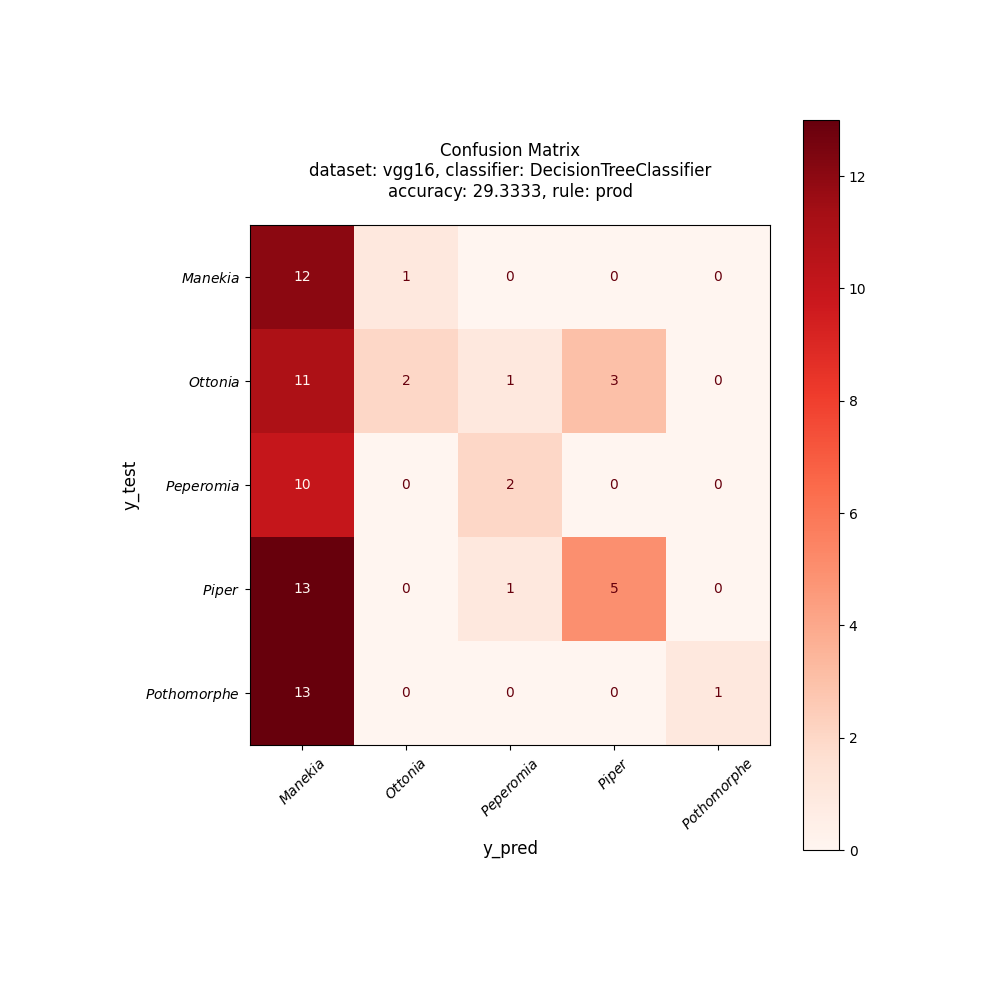 Confusion Matrix
dataset: vgg16, classifier: DecisionTreeClassifier
accuracy: 29.3333, rule: prod
Manekia 12 1 0 0 0
Ottonia 11 2 1 3 0
Peperomia 10 0 2 0 0
Piper 13 0 1 5 0
Pothomorphe 13 0 0 0 1
Manekia Ottonia Peperomia Piper Pothomorphe
y_pred
y_test
12
10
8
6
4
2
0